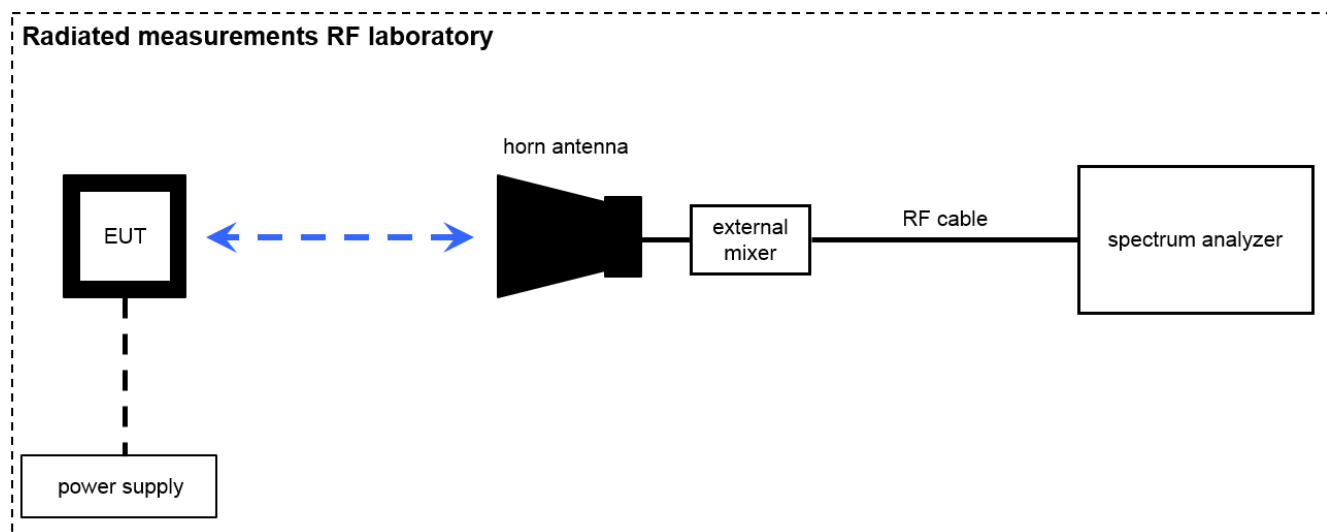 Radiated measurements RF laboratory
horn antenna
EUT
external
mixer
RF cable
spectrum analyzer
power supply